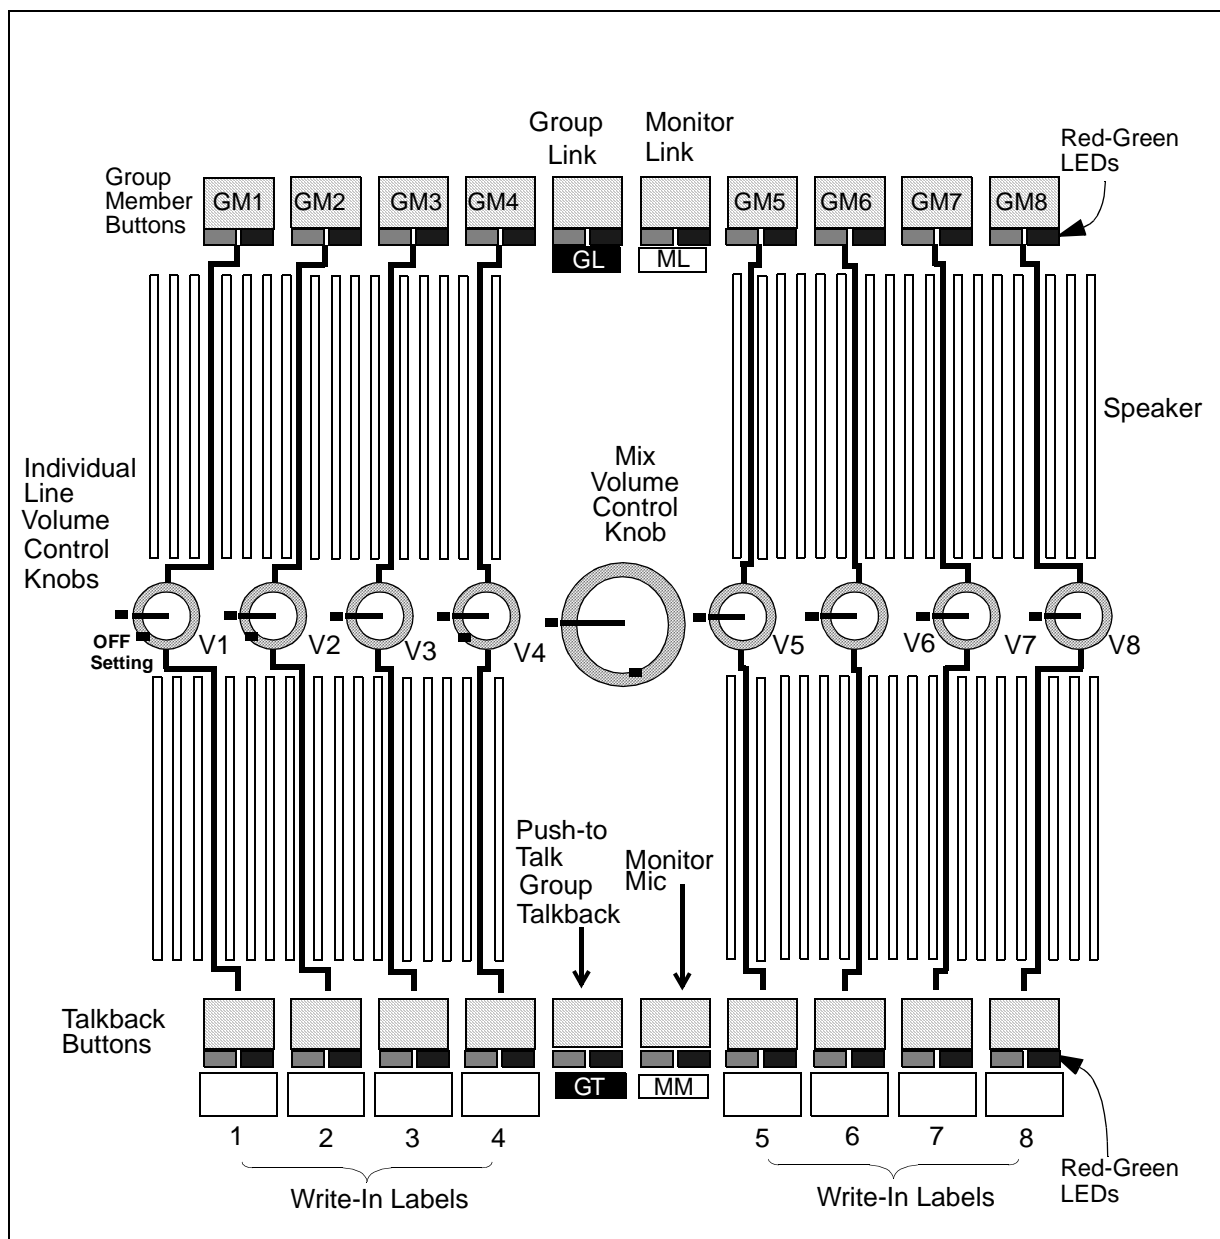 Group
Link
Monitor
Link
Red-Green
LEDs
Group
Member
Buttons
GM1
GM2
GM3
GM4
GM5
GM6
GM7
GM8
GL
ML
Speaker
Individual
Line
Volume
Control
Knobs
Mix
Volume
Control
Knob
OFF
Setting
V1
V2
V3
V4
V5
V6
V7
V8
Push-to
Talk
Group
Talkback
Monitor
Mic
Talkback
Buttons
GT
MM
1
2
3
4
5
6
7
8
Write-In Labels
Write-In Labels
Red-Green
LEDs